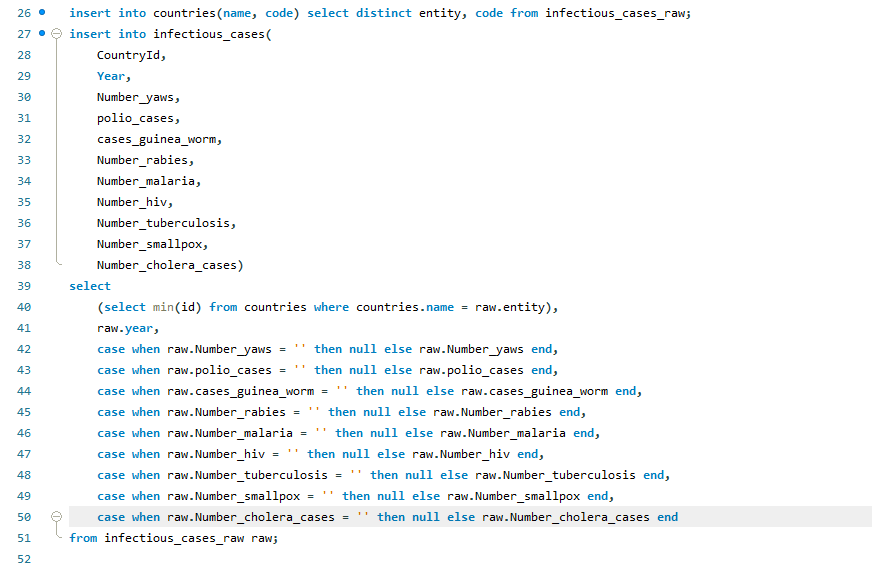 26 insert into countries(name, code) select distinct entity, code from infectious_cases_raw;
27 insert into infectious_cases(
28 CountryId,
29 Year,
30 Number_yaws,
31 polio_cases,
32 cases_guinea_worm,
33 Number_rabies,
34 Number_malaria,
35 Number_hiv,
36 Number_tuberculosis,
37 Number_smallpox,
38 Number_cholera_cases)
39 select
40 (select min(id) from countries where countries.name = raw.entity),
41 raw.year,
42 case when raw.Number_yaws = '' then null else raw.Number_yaws end,
43 case when raw.polio_cases = '' then null else raw.polio_cases end,
44 case when raw.cases_guinea_worm = '' then null else raw.cases_guinea_worm end,
45 case when raw.Number_rabies = '' then null else raw.Number_rabies end,
46 case when raw.Number_malaria = '' then null else raw.Number_malaria end,
47 case when raw.Number_hiv = '' then null else raw.Number_hiv end,
48 case when raw.Number_tuberculosis = '' then null else raw.Number_tuberculosis end,
49 case when raw.Number_smallpox = '' then null else raw.Number_smallpox end,
50 case when raw.Number_cholera_cases = '' then null else raw.Number_cholera_cases end
51 from infectious_cases_raw raw;
52